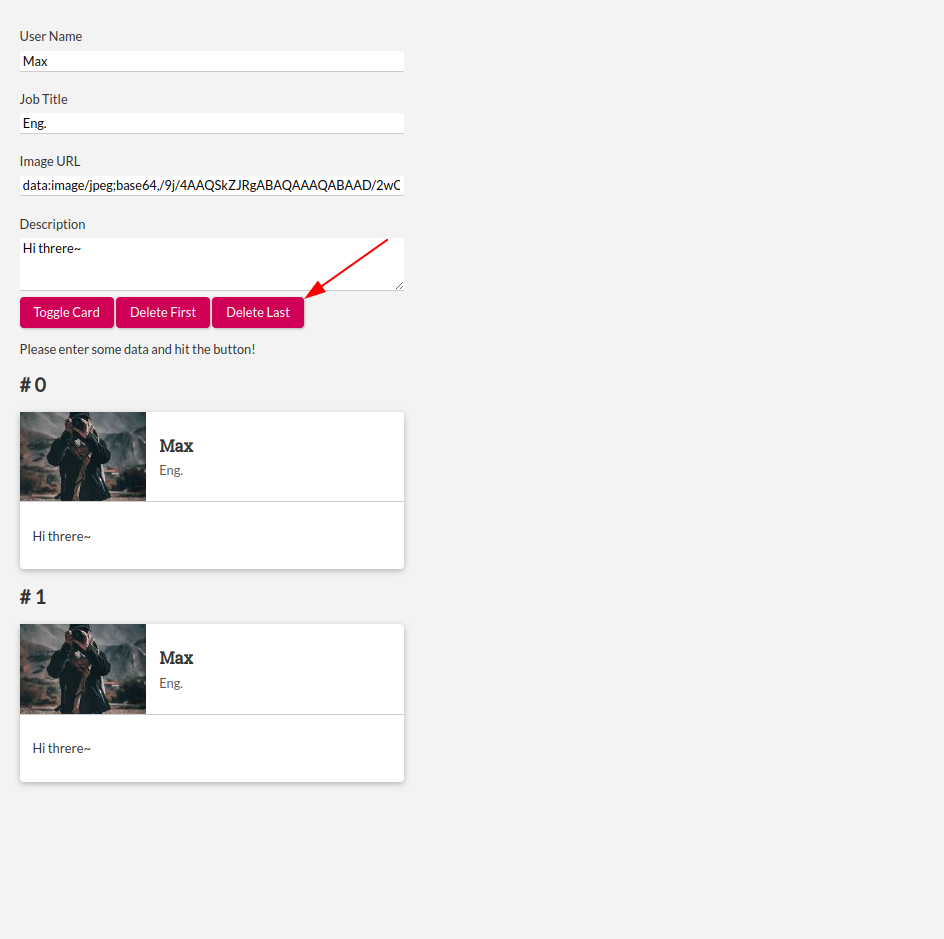 User Name
Max
Job Title
Eng.
Image URL
data:image/jpeg;base64,/9j/4AAQSkZJRgABAQAAAQABAAD/2wC
Description
Hi threre~
Toggle Card Delete First Delete Last
Please enter some data and hit the button!
# 0
Max
Eng.
Hi threre~
# 1
Max
Eng.
Hi threre~